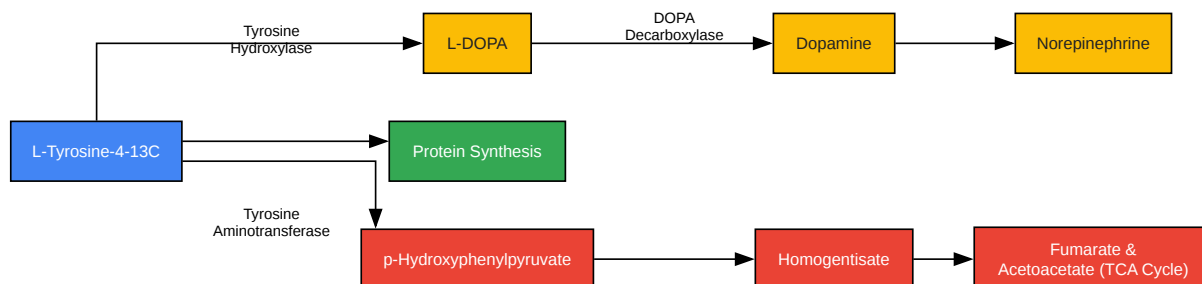 Tyrosine
Hydroxylase
L-DOPA
DOPA
Decarboxylase
Dopamine
Norepinephrine
L-Tyrosine-4-13C
Protein Synthesis
Tyrosine
Aminotransferase
p-Hydroxyphenylpyruvate
Homogentisate
Fumarate &
Acetoacetate (TCA Cycle)